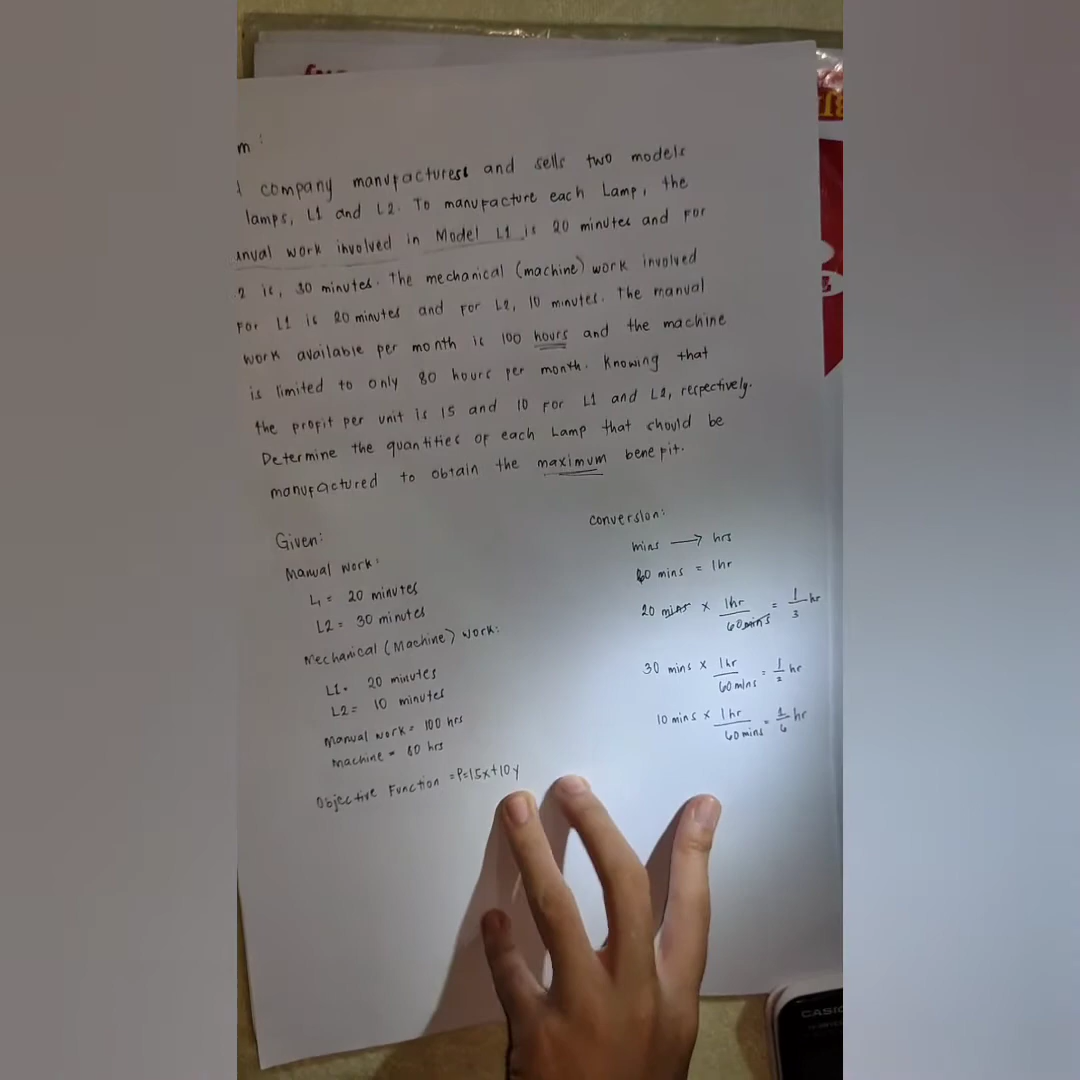 m:
company manufactures and sells two models
lamps, L1 and L2. To manufacture each Lamp, the
anual work involved in Model L1 is 20 minutes and for
2 is, 30 minutes. The mechanical (machine) work involved
For L1 is 20 minutes and for L2, 10 minutes. The manual
work available per month is 100 hours and the machine
is limited to only 80 hours per month. Knowing that
the profit per unit is 15 and 10 for L1 and L2, respectively.
Determine the quantities of each Lamp that should be
manufactured to obtain the maximum benefit.
Given:
Manual work:
L1 = 20 minutes
L2 = 30 minutes
Mechanical (Machine) work:
L1 = 20 minutes
L2 = 10 minutes
Manual work = 100 hrs
Machine = 80 hrs
Objective Function = P=15x+10y
Conversion:
mins → hrs
60 mins = 1hr
20 mins × 1hr/60mins = 1/3 hr
30 mins × 1hr/60mins = 1/2 hr
10 mins × 1hr/60mins = 1/6 hr